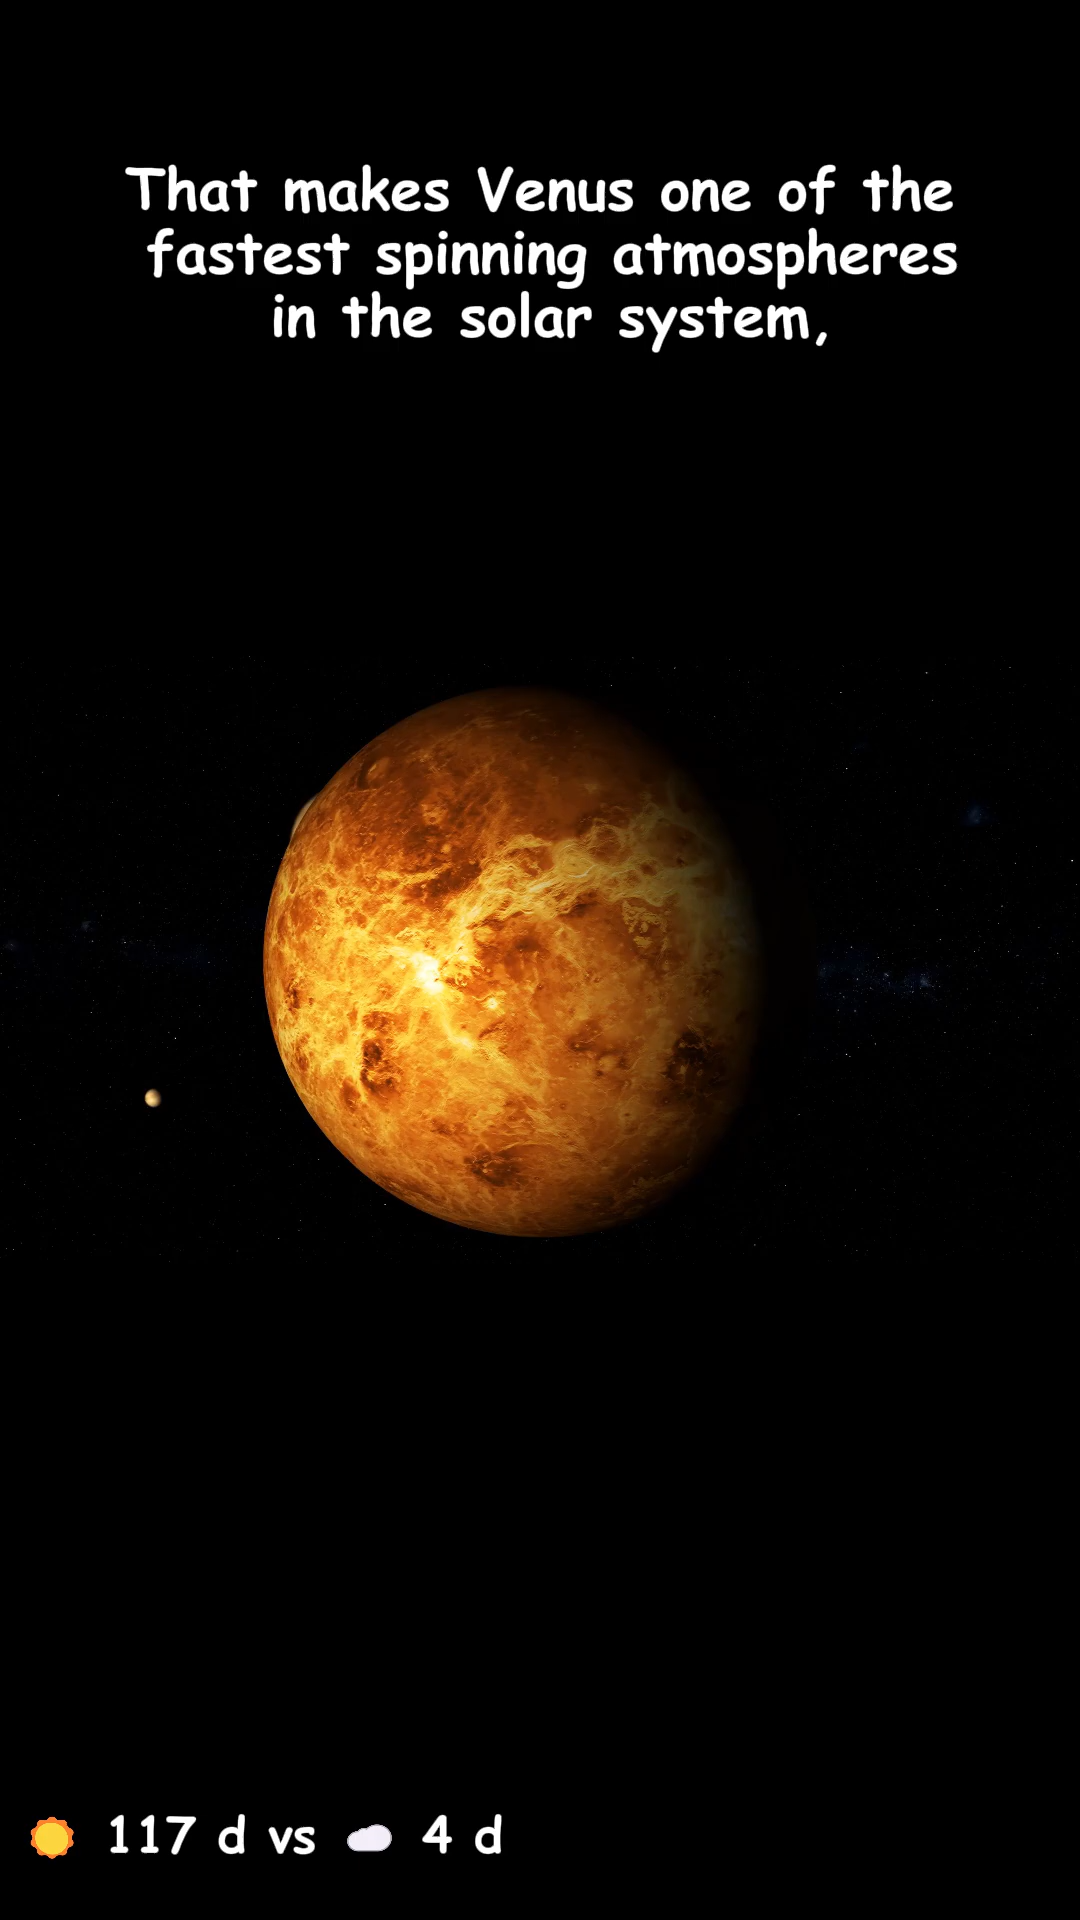 That makes Venus one of the
fastest spinning atmospheres
in the solar system,
117 d vs 4 d